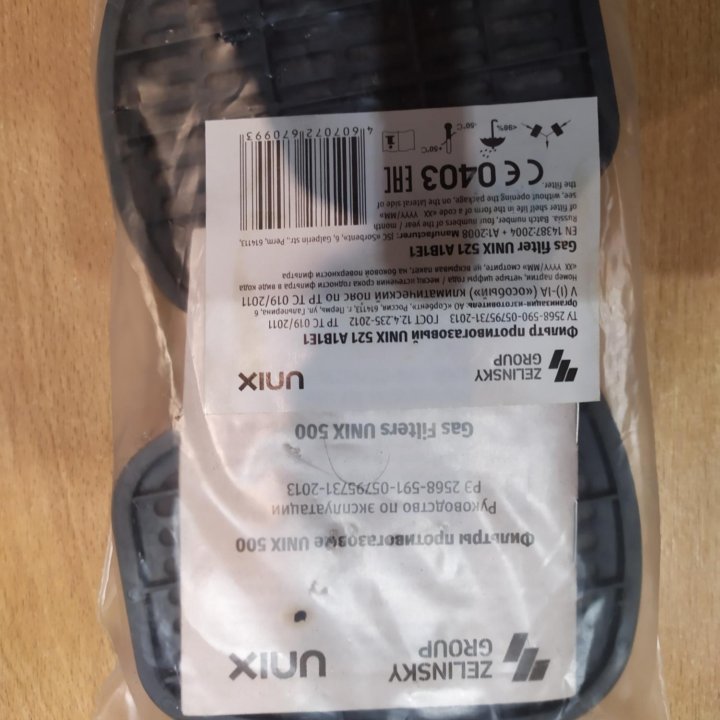 ZELINSKY
GROUP
UNIX
Фильтры противогазовые UNIX 500
Руководство по эксплуатации
РЭ 2568-591-05795731-2013
Gas Filters UNIX 500
ZELINSKY
GROUP
UNIX
Фильтр противогазовый UNIX 521 A1B1E1
ТУ 2568-590-05795731-2013 ГОСТ 12.4.235-2012 ТР ТС 019/2011
Организация-изготовитель АО «Сорбент», Россия, 614113, г. Пермь, ул. Гальперина, 6
V (I)-IA («особый») климатический пояс по ТР ТС 019/2011
Номер партии, четыре цифры года / месяц истечения срока годности фильтра в виде кода
«XX YYYY/MM» смотрите, не вскрывая пакет, на боковой поверхности фильтра
Gas filter UNIX 521 A1B1E1
EN 14387:2004 + A1:2008 Manufacturer: JSC «Sorbent», 6, Galperin str., Perm, 614113,
Russia. Batch number, four numbers of the year / month
of filter shelf life in the form of a code «XX YYYY/MM»
see, without opening the package, on the lateral side of
the filter.
CE 0403 EAC
<98%
-50°C
+50°C
4607072670993